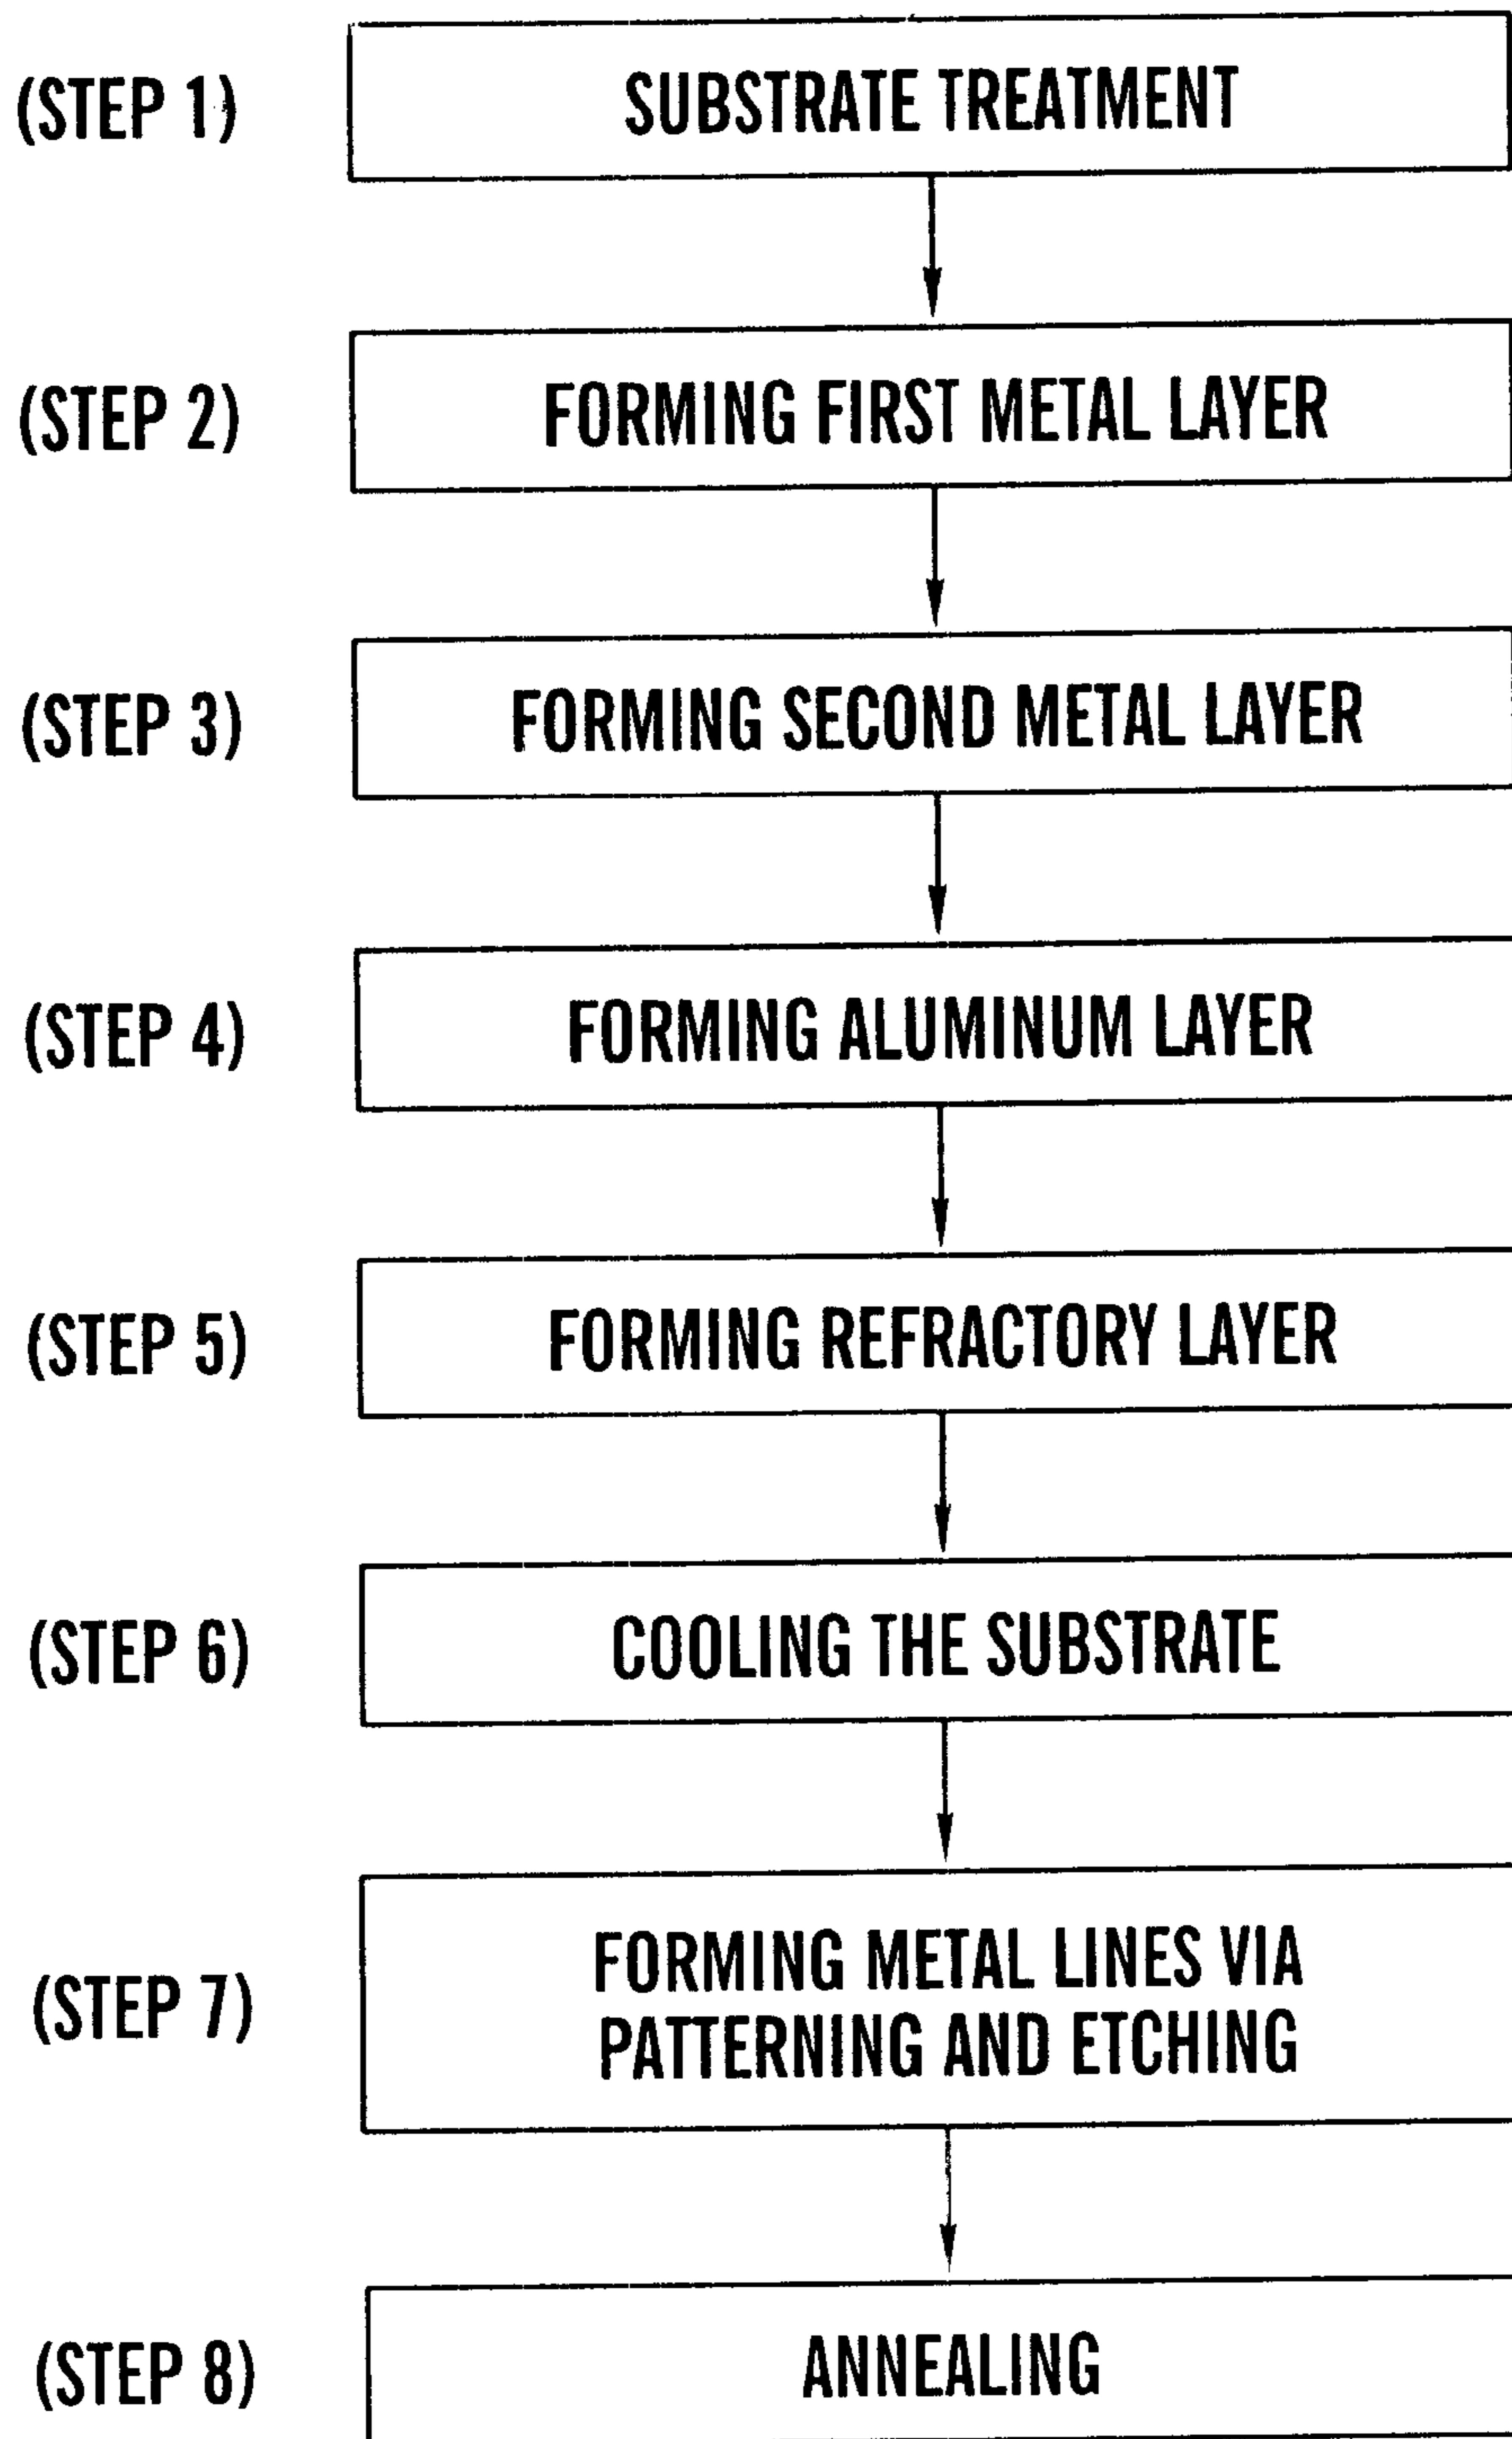 (STEP 1) SUBSTRATE TREATMENT
(STEP 2) FORMING FIRST METAL LAYER
(STEP 3) FORMING SECOND METAL LAYER
(STEP 4) FORMING ALUMINUM LAYER
(STEP 5) FORMING REFRACTORY LAYER
(STEP 6) COOLING THE SUBSTRATE
(STEP 7) FORMING METAL LINES VIA
PATTERNING AND ETCHING
(STEP 8) ANNEALING